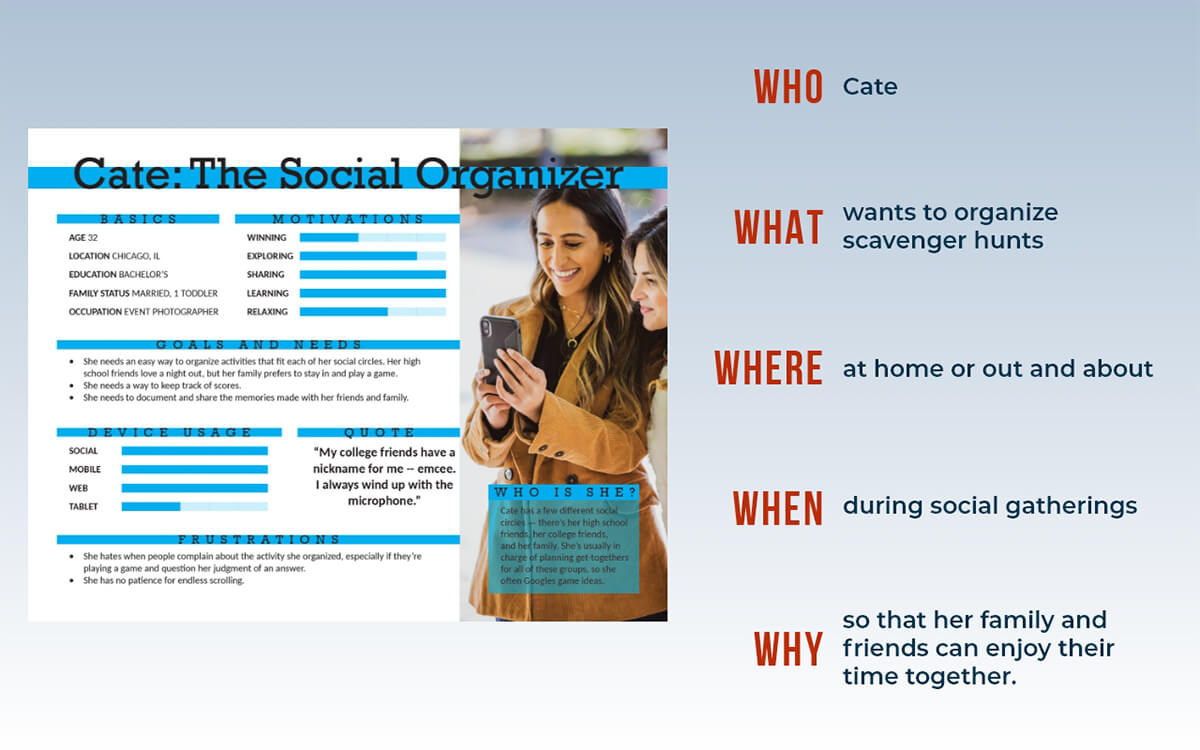 Cate: The Social Organizer
BASICS
AGE 32
LOCATION CHICAGO, IL
EDUCATION BACHELOR'S
FAMILY STATUS MARRIED, 1 TODDLER
OCCUPATION EVENT PHOTOGRAPHER
MOTIVATIONS
WINNING
EXPLORING
SHARING
LEARNING
RELAXING
GOALS AND NEEDS
• She needs an easy way to organize activities that fit each of her social circles. Her high
school friends love a night out, but her family prefers to stay in and play a game.
• She needs a way to keep track of scores.
• She needs to document and share the memories made with her friends and family.
DEVICE USAGE
SOCIAL
MOBILE
WEB
TABLET
QUOTE
“My college friends have a
nickname for me -- emcee.
I always wind up with the
microphone.”
FRUSTRATIONS
• She hates when people complain about the activity she organized, especially if they're
playing a game and question her judgment of an answer.
• She has no patience for endless scrolling.
WHO IS SHE?
Cate has a few different social
circles -- there's her high school
friends, her college friends,
and her family. She's usually in
charge of planning get-togethers
for all of these groups, so she
often Googles game ideas.
WHO Cate
WHAT wants to organize
scavenger hunts
WHERE at home or out and about
WHEN during social gatherings
WHY so that her family and
friends can enjoy their
time together.